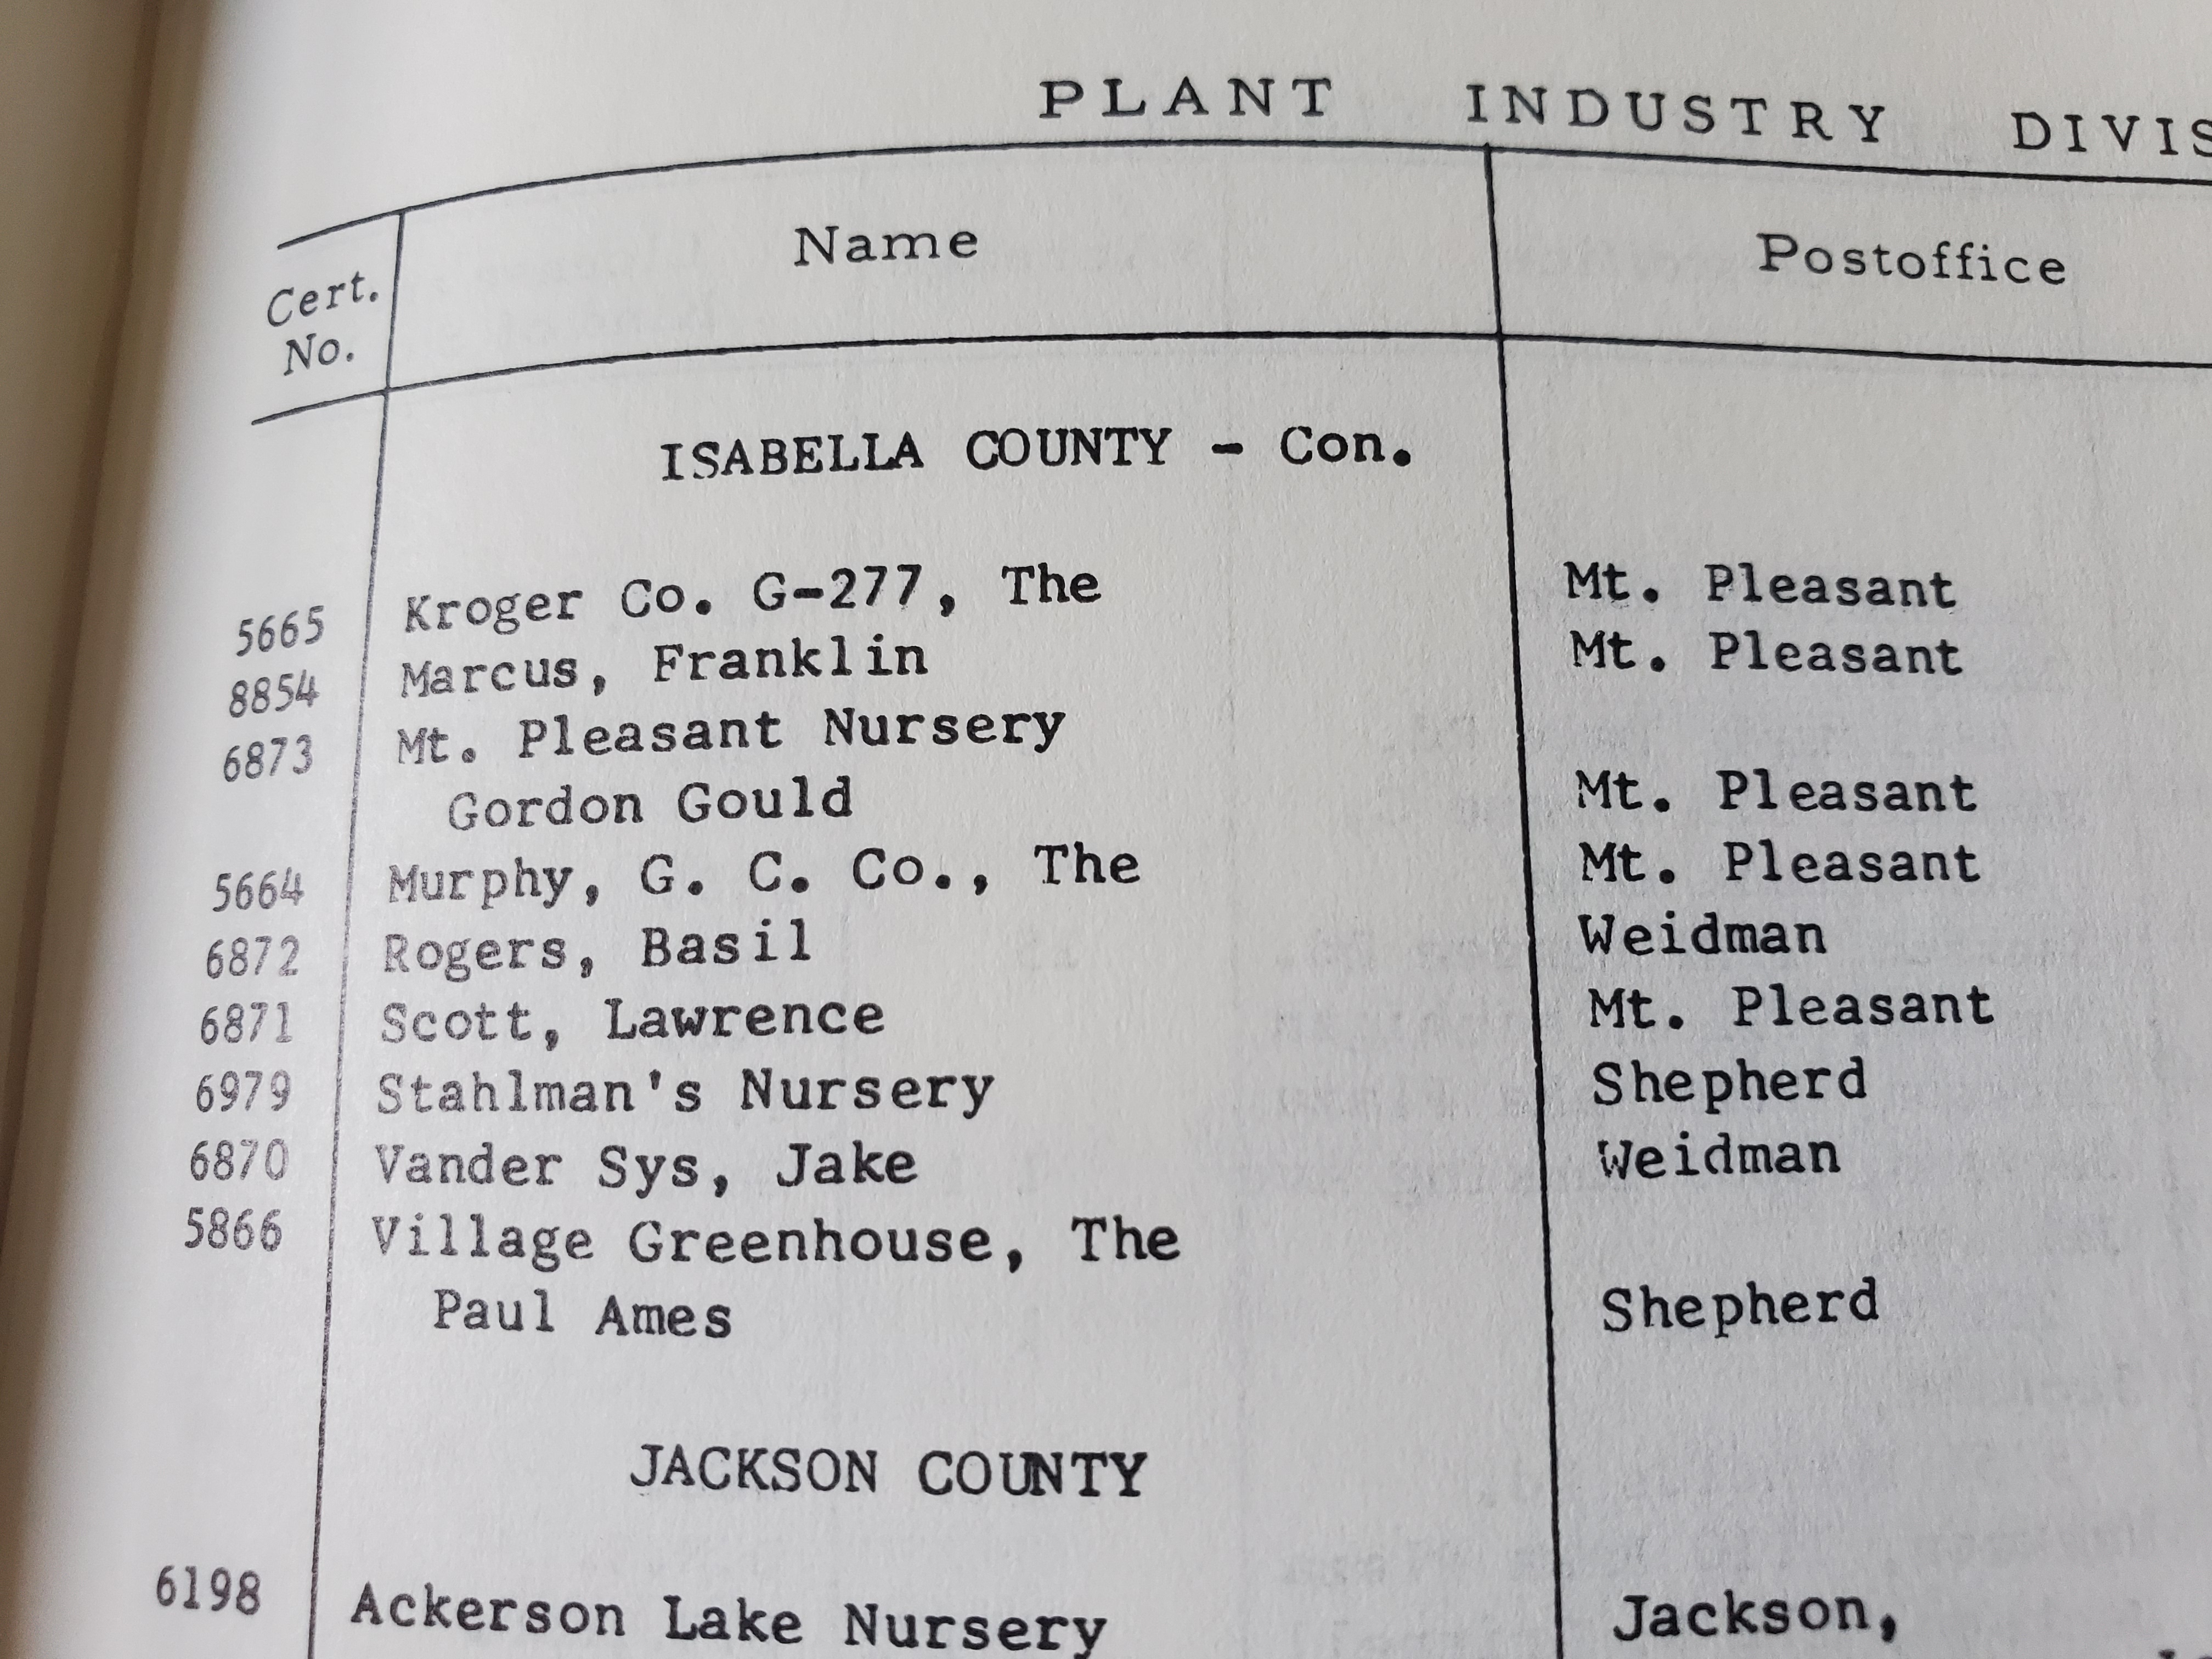 PLANT INDUSTRY DIVIS
Cert. No. Name Postoffice
ISABELLA COUNTY - Con.
5665 Kroger Co. G-277, The Mt. Pleasant
8854 Marcus, Franklin Mt. Pleasant
6873 Mt. Pleasant Nursery
Gordon Gould Mt. Pleasant
5664 Murphy, G. C. Co., The Mt. Pleasant
6872 Rogers, Basil Weidman
6871 Scott, Lawrence Mt. Pleasant
6979 Stahlman's Nursery Shepherd
6870 Vander Sys, Jake Weidman
5866 Village Greenhouse, The
Paul Ames Shepherd
JACKSON COUNTY
6198 Ackerson Lake Nursery Jackson,